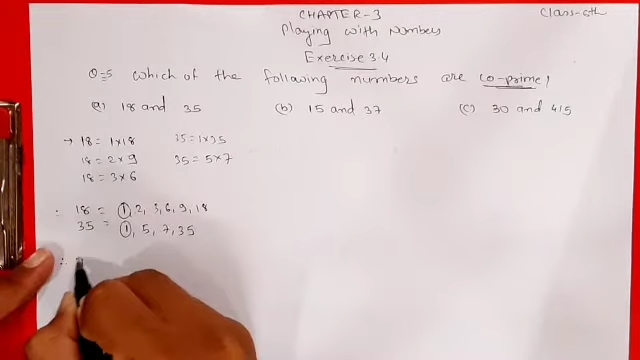 CHAPTER-3
Class-6th
Playing with Numbers
Exercise 3.4
Q=5 which of the following numbers are co-prime!
(a) 18 and 35 (b) 15 and 37 (c) 30 and 415
→ 18 = 1×18 35 = 1×35
18 = 2×9 35 = 5×7
18 = 3×6
: 18 = 1, 2, 3, 6, 9, 18
35 = 1, 5, 7, 35
∴